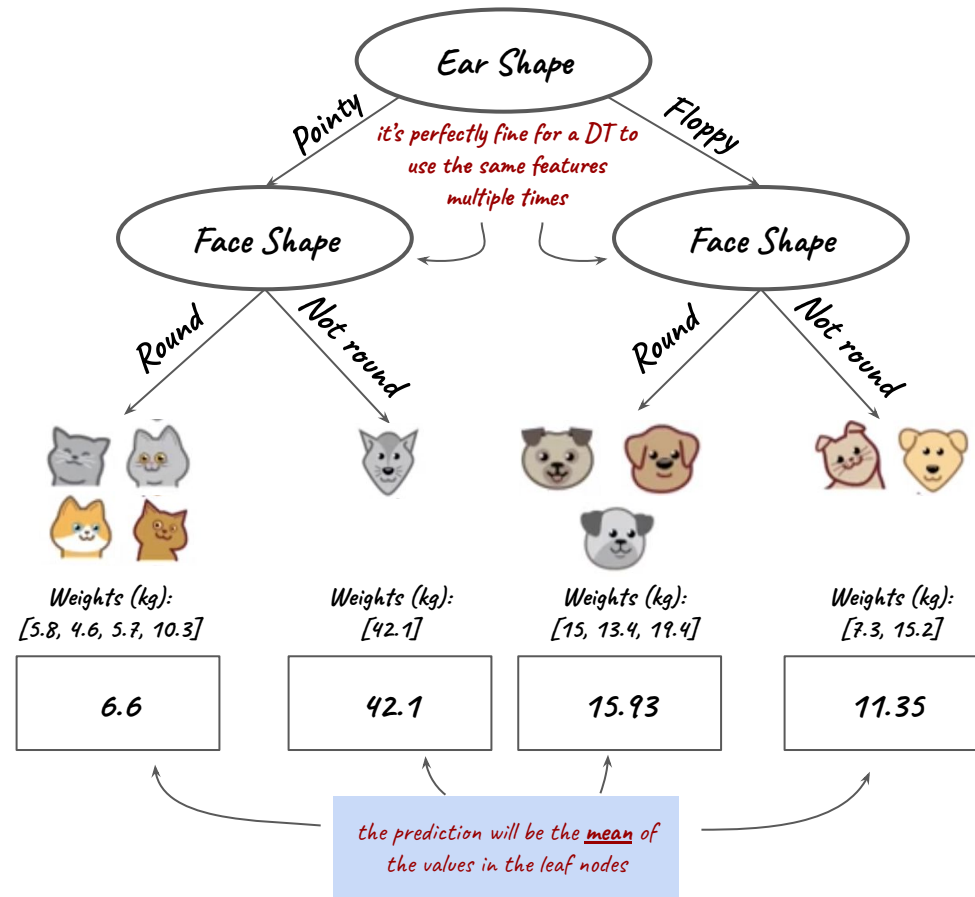 Ear Shape
Pointy
Floppy
it's perfectly fine for a DT to
use the same features
multiple times
Face Shape
Face Shape
Round
Not round
Round
Not round
Weights (kg):
[5.8, 4.6, 5.7, 10.3]
Weights (kg):
[42.1]
Weights (kg):
[15, 13.4, 19.4]
Weights (kg):
[7.3, 15.2]
6.6
42.1
15.93
11.35
the prediction will be the mean of
the values in the leaf nodes